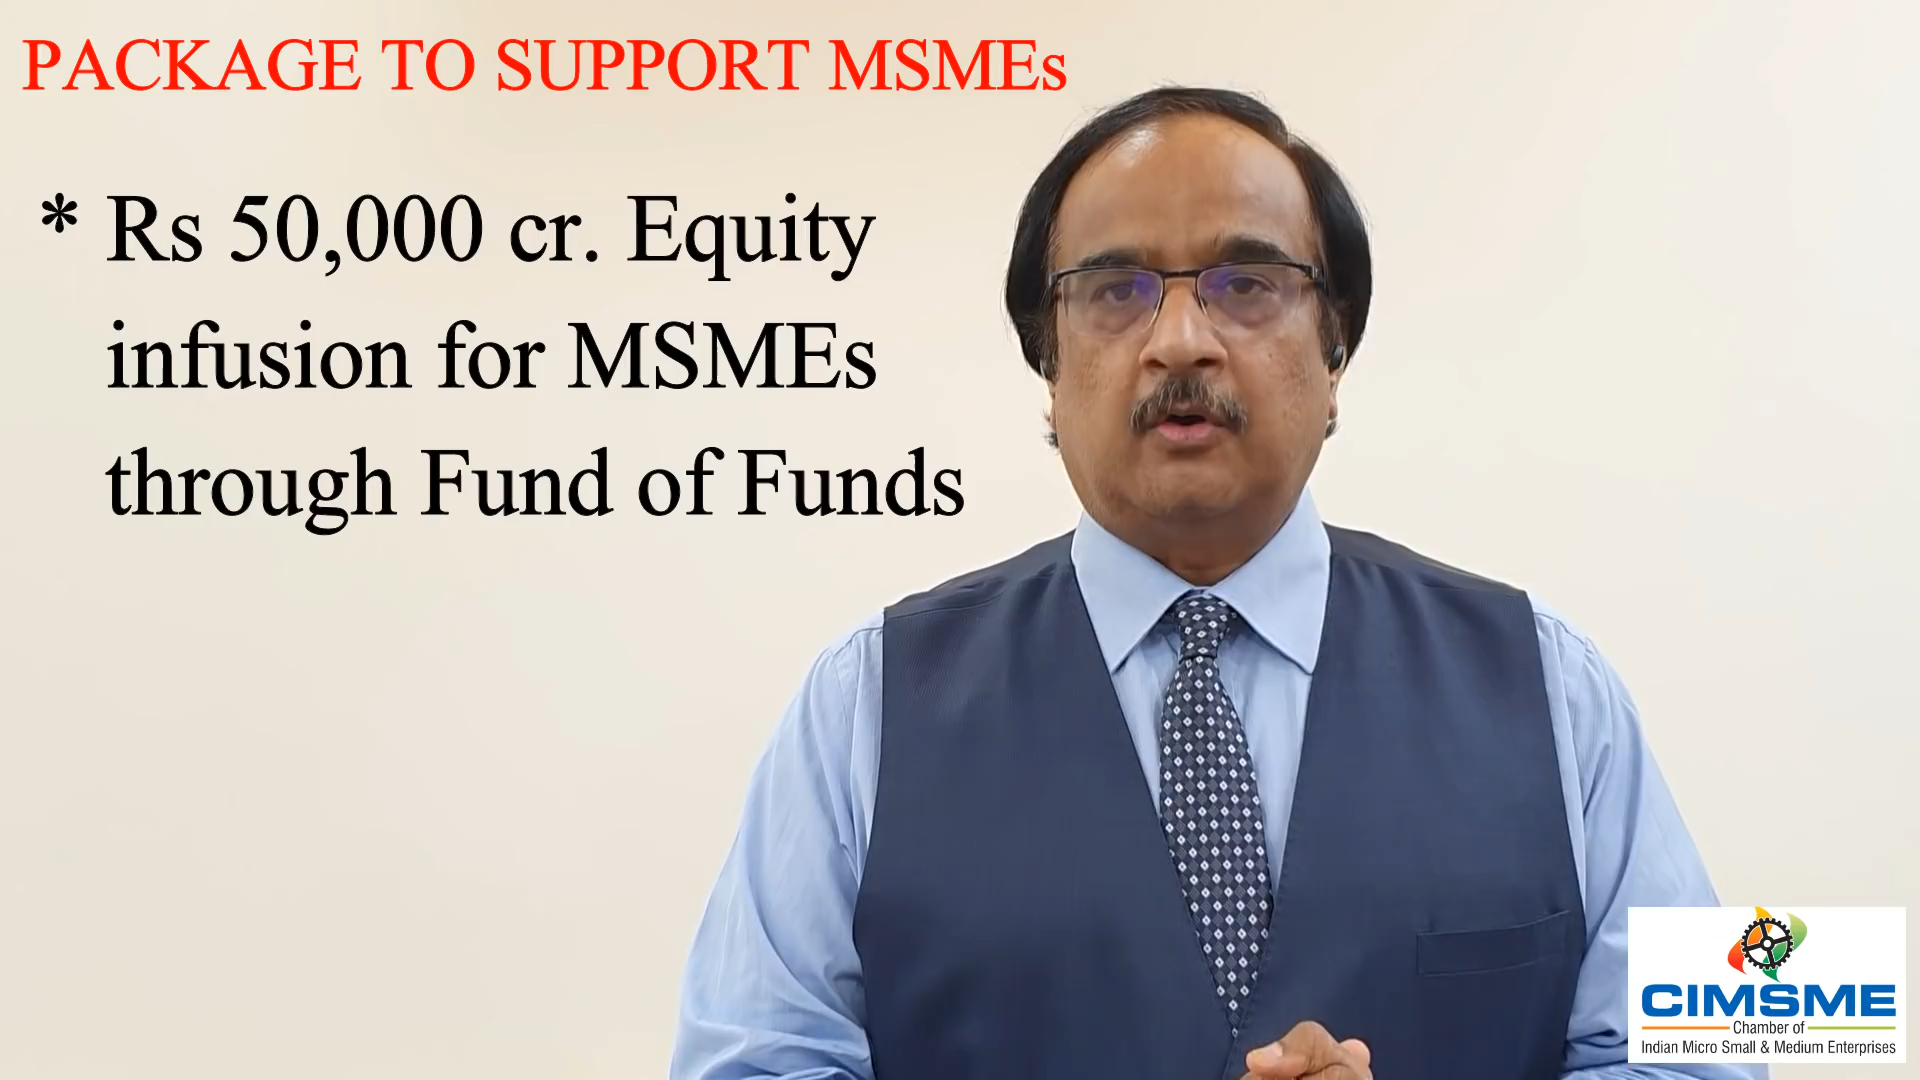 PACKAGE TO SUPPORT MSMEs
* Rs 50,000 cr. Equity
infusion for MSMEs
through Fund of Funds
CIMSME
Chamber of
Indian Micro Small & Medium Enterprises